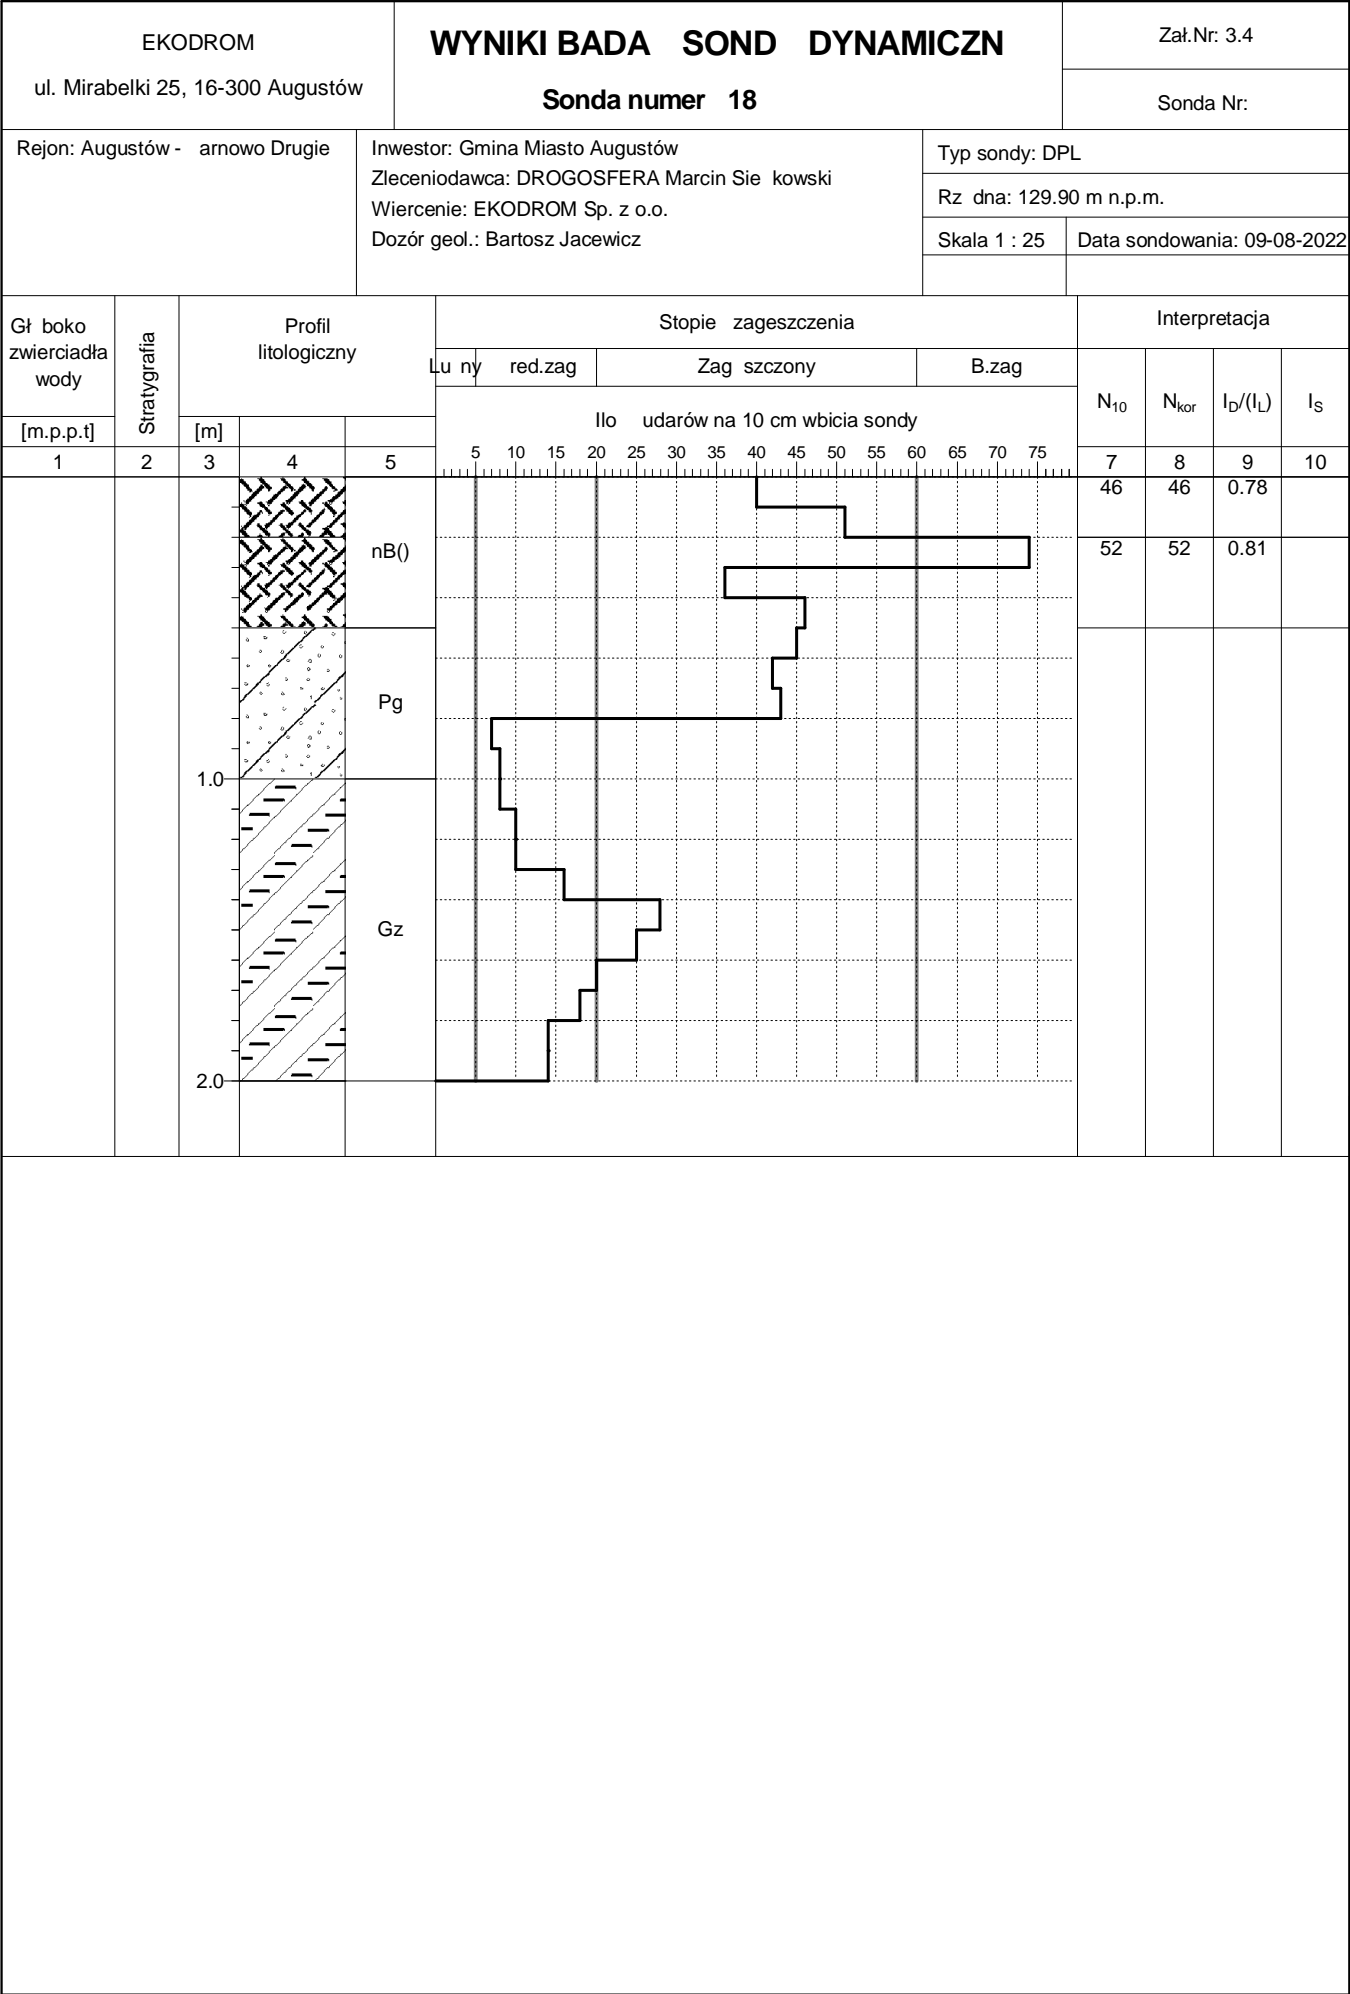 EKODROM
ul. Mirabelki 25, 16-300 Augustów
WYNIKI BADA SOND DYNAMICZN
Sonda numer 18
Zał.Nr: 3.4
Sonda Nr:
Rejon: Augustów - arnowo Drugie
Inwestor: Gmina Miasto Augustów
Zleceniodawca: DROGOSFERA Marcin Sie kowski
Wiercenie: EKODROM Sp. z o.o.
Dozór geol.: Bartosz Jacewicz
Typ sondy: DPL
Rz dna: 129.90 m n.p.m.
Skala 1 : 25
Data sondowania: 09-08-2022
Gł boko
zwierciadła
wody
[m.p.p.t]
Stratygrafia
Profil
litologiczny
[m]
Stopie zageszczenia
Lu ny red.zag Zag szczony B.zag
Ilo udarów na 10 cm wbicia sondy
5 10 15 20 25 30 35 40 45 50 55 60 65 70 75
Interpretacja
N10 Nkor ID/(IL) IS
1 2 3 4 5 7 8 9 10
nB()
46 46 0.78
52 52 0.81
Pg
1.0
Gz
2.0